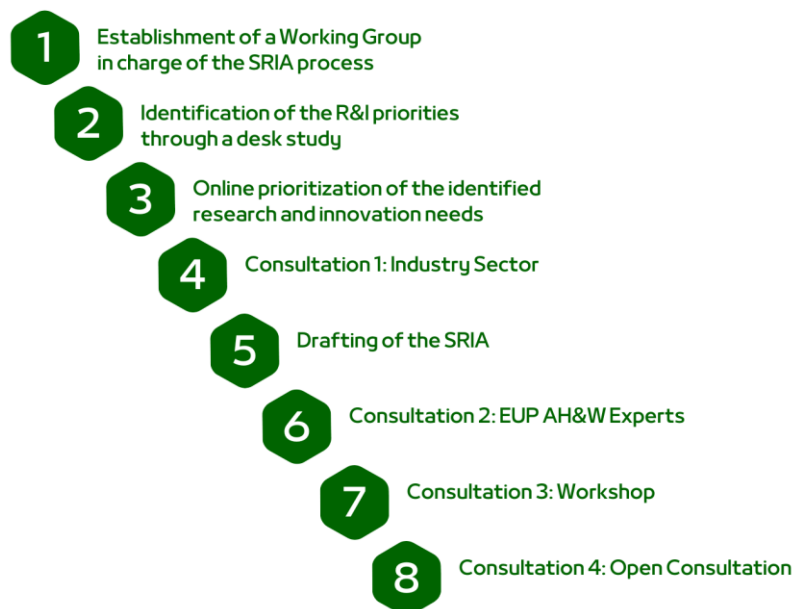 1
Establishment of a Working Group
in charge of the SRIA process
2
Identification of the R&I priorities
through a desk study
3
Online prioritization of the identified
research and innovation needs
4
Consultation 1: Industry Sector
5
Drafting of the SRIA
6
Consultation 2: EUP AH&W Experts
7
Consultation 3: Workshop
8
Consultation 4: Open Consultation